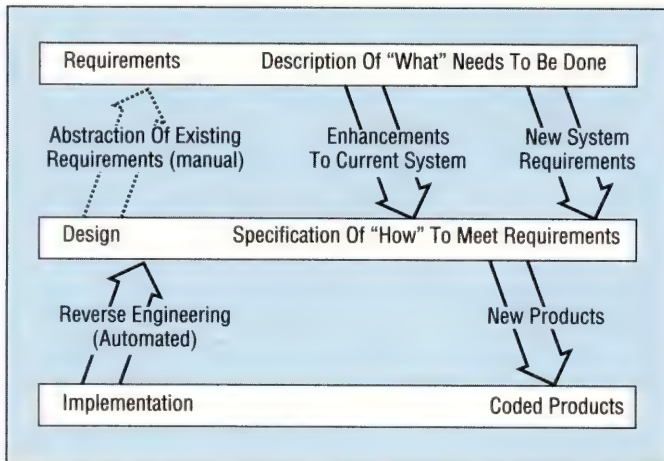 Requirements Description Of "What" Needs To Be Done
Abstraction Of Existing
Requirements (manual)
Enhancements
To Current System
New System
Requirements
Design Specification Of "How" To Meet Requirements
Reverse Engineering
(Automated)
New Products
Implementation Coded Products